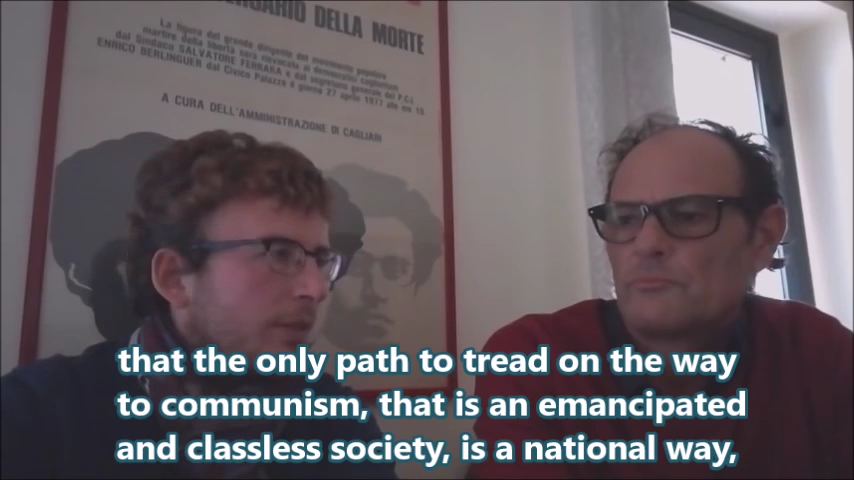 ERSARIO DELLA MORTE
La figura del grande dirigente del movimento popolare
martire della libertà sarà rievocata ai democratici cagliaritani
dal Sindaco SALVATORE FERRARA e dal segretario generale del P.C.I.
ENRICO BERLINGUER dal Civico Palazzo il giorno 27 aprile 1977 alle ore 18
A CURA DELL'AMMINISTRAZIONE DI CAGLIARI
that the only path to tread on the way
to communism, that is an emancipated
and classless society, is a national way,